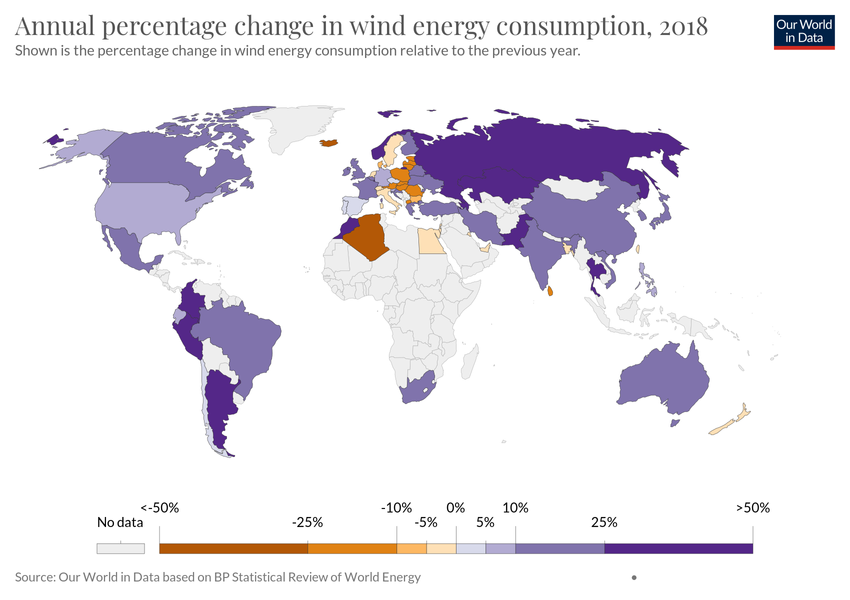 Annual percentage change in wind energy consumption, 2018
Shown is the percentage change in wind energy consumption relative to the previous year.
Our World
in Data
<-50% -10% 0% 10% >50%
No data -25% -5% 5% 25%
Source: Our World in Data based on BP Statistical Review of World Energy